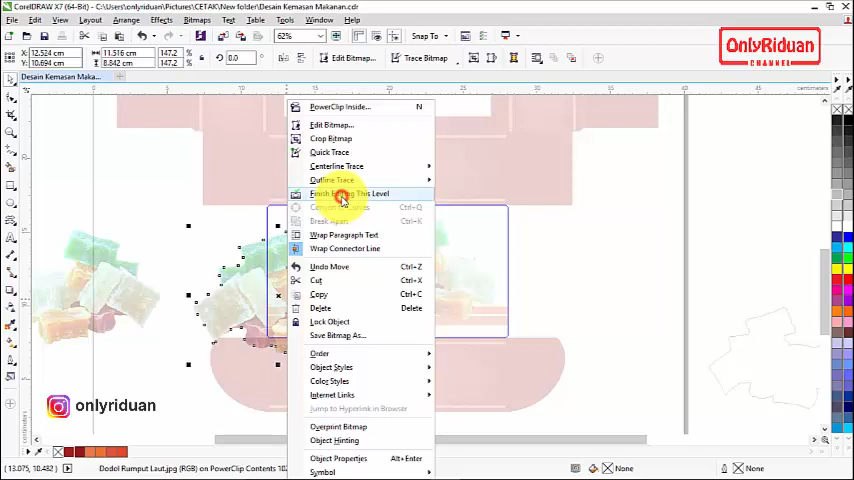 CorelDRAW X7 (64-Bit) - C:\Users\onlyriduan\Pictures\CETAK\New folder\Desain Kemasan Makanan.cdr
File Edit View Layout Arrange Effects Bitmaps Text Table Tools Window Help
62% Snap To
X: 12.524 cm 11.516 cm 147.2
Y: 10.694 cm 8.842 cm 147.2
0.0 Edit Bitmap... Trace Bitmap
OnlyRiduan
CHANNEL
Desain Kemasan Maka...
PowerClip Inside... N
Edit Bitmap...
Crop Bitmap
Quick Trace
Centerline Trace
Outline Trace
Finish Editing This Level
Ctrl+Q
Break Apart Ctrl+K
Wrap Paragraph Text
Wrap Connector Line
Undo Move Ctrl+Z
Cut Ctrl+X
Copy Ctrl+C
Delete Delete
Lock Object
Save Bitmap As...
Order
Object Styles
Color Styles
Internet Links
Jump to Hyperlink in Browser
Overprint Bitmap
Object Hinting
Object Properties Alt+Enter
Symbol
onlyriduan
(13.075, 10.482) Dodol Rumput Laut.jpg (RGB) on PowerClip Contents None None